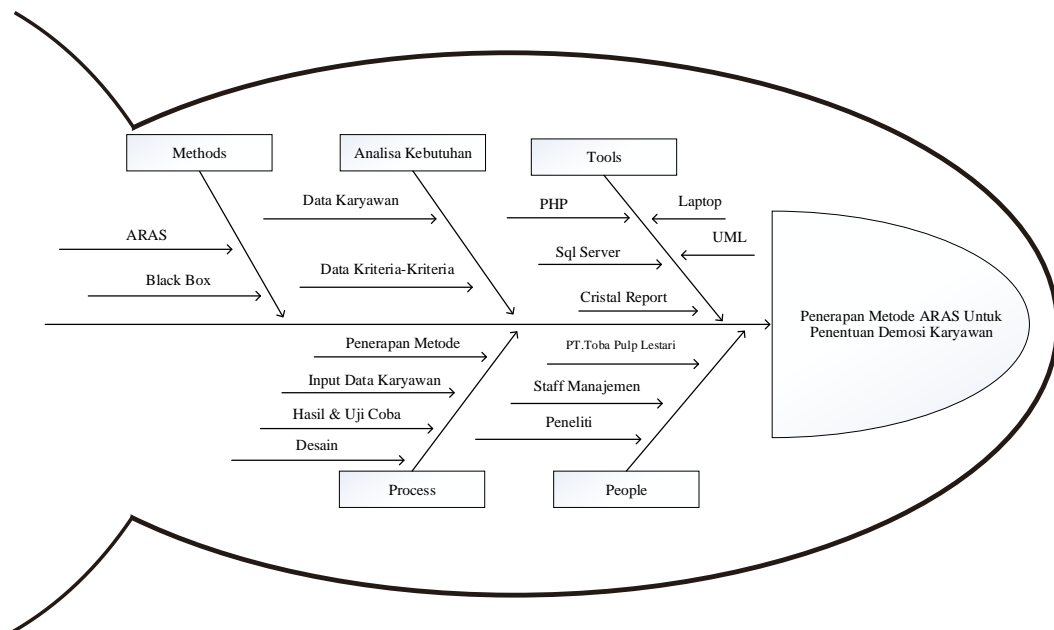 Methods
Analisa Kebutuhan
Tools
Data Karyawan
PHP
Laptop
ARAS
UML
Sql Server
Data Kriteria-Kriteria
Black Box
Cristal Report
Penerapan Metode ARAS Untuk
Penentuan Demosi Karyawan
Penerapan Metode
PT.Toba Pulp Lestari
Input Data Karyawan
Staff Manajemen
Hasil & Uji Coba
Peneliti
Desain
Process
People